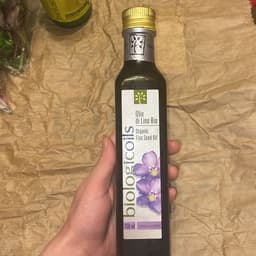 biologicoils
Olio
di Lino Bio
Organic
Flax Seed Oil